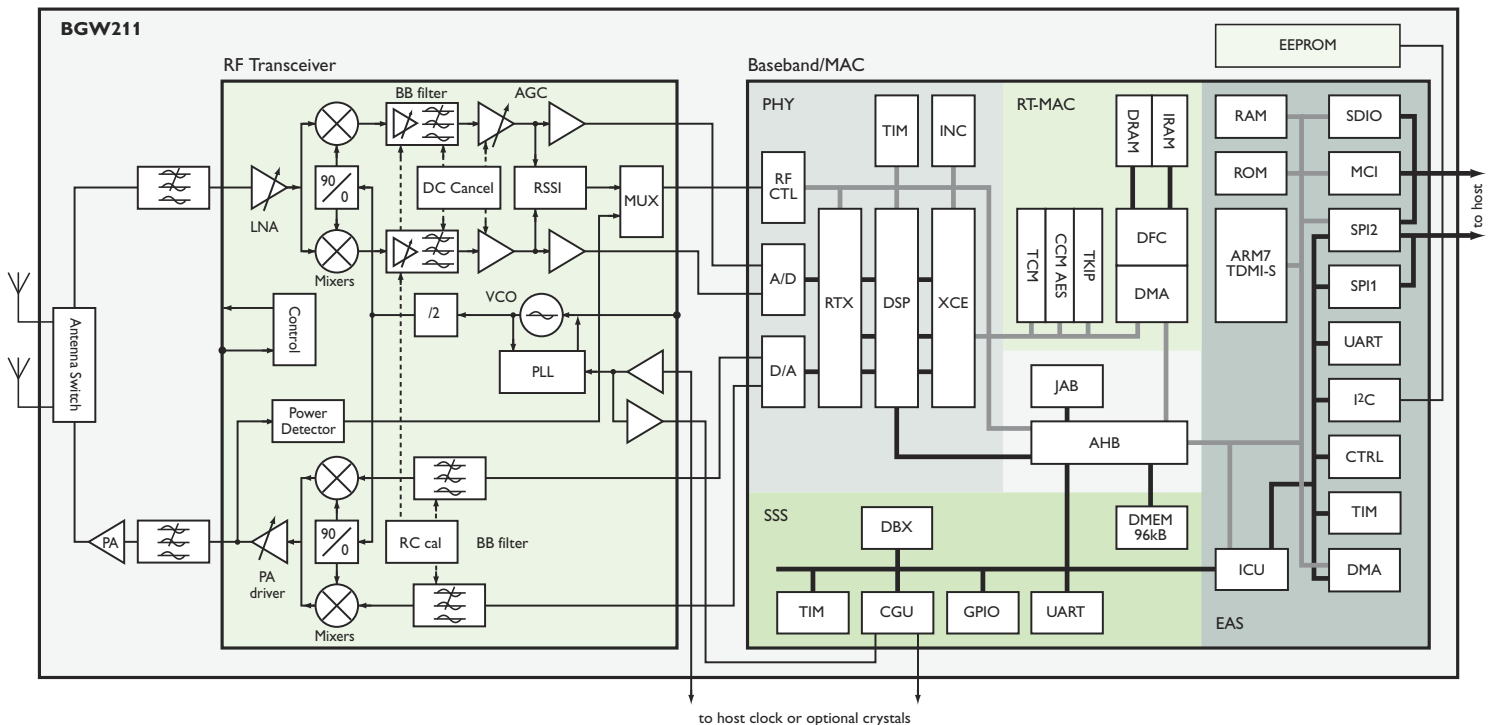 BGW211
EEPROM
RF Transceiver
Baseband/MAC
BB filter
AGC
PHY
RT-MAC
TIM
INC
DRAM
IRAM
RAM
SDIO
90
0
DC Cancel
RSSI
MUX
RF
CTL
ROM
MCI
LNA
Mixers
A/D
RTX
DSP
XCE
TCM
CCM AES
TKIP
DFC
DMA
ARM7
TDMI-S
SPI2
SPI1
to host
Antenna Switch
Control
/2
VCO
PLL
D/A
UART
JAB
I²C
Power
Detector
AHB
CTRL
SSS
DBX
DMEM
96kB
TIM
PA
PA
driver
90
0
RC cal
BB filter
ICU
DMA
Mixers
TIM
CGU
GPIO
UART
EAS
to host clock or optional crystals